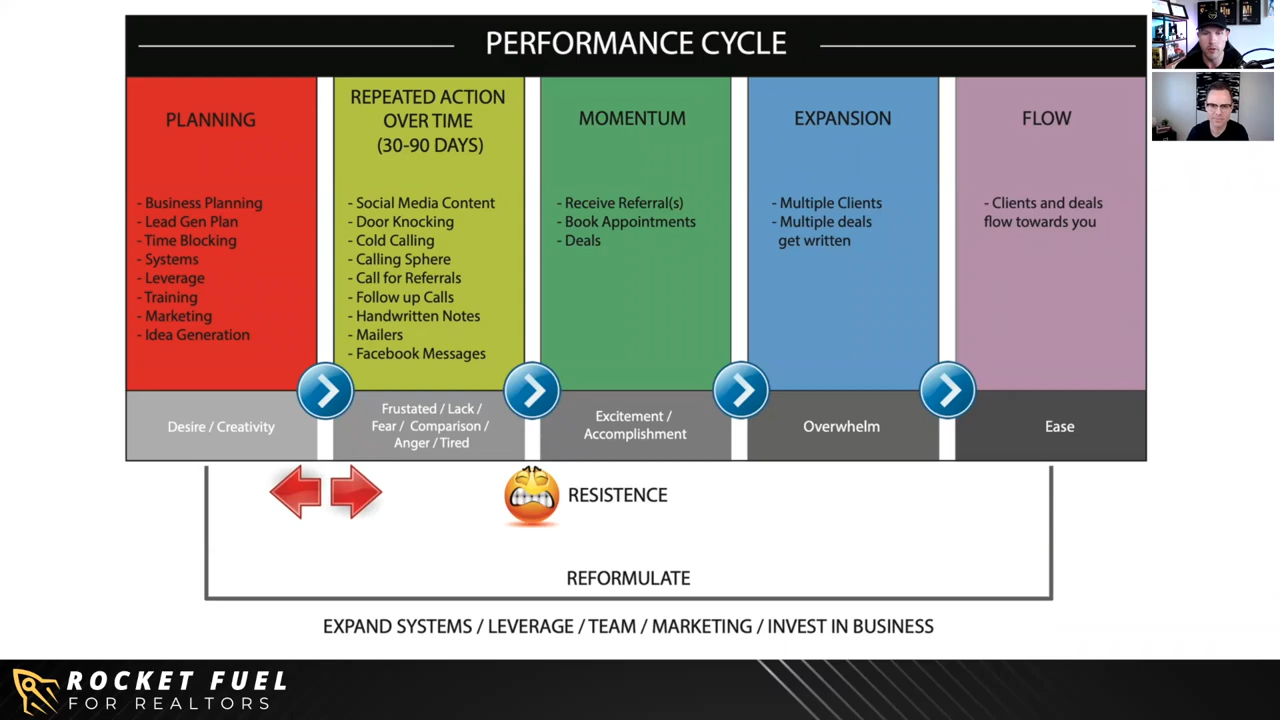 PERFORMANCE CYCLE
PLANNING
- Business Planning
- Lead Gen Plan
- Time Blocking
- Systems
- Leverage
- Training
- Marketing
- Idea Generation
Desire / Creativity
REPEATED ACTION
OVER TIME
(30-90 DAYS)
- Social Media Content
- Door Knocking
- Cold Calling
- Calling Sphere
- Call for Referrals
- Follow up Calls
- Handwritten Notes
- Mailers
- Facebook Messages
Frustated / Lack /
Fear / Comparison /
Anger / Tired
MOMENTUM
- Receive Referral(s)
- Book Appointments
- Deals
Excitement /
Accomplishment
EXPANSION
- Multiple Clients
- Multiple deals
get written
Overwhelm
FLOW
- Clients and deals
flow towards you
Ease
RESISTENCE
REFORMULATE
EXPAND SYSTEMS / LEVERAGE / TEAM / MARKETING / INVEST IN BUSINESS
ROCKET FUEL
FOR REALTORS